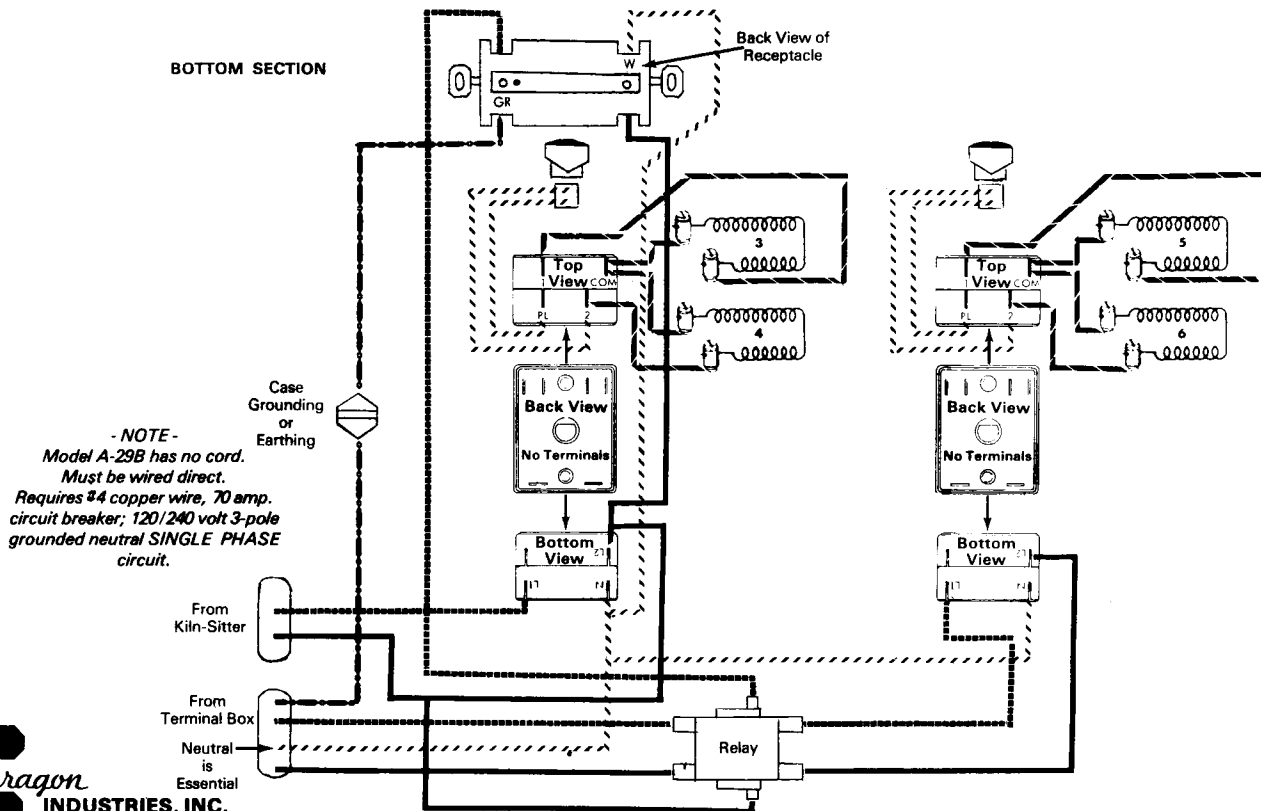 BOTTOM SECTION
Back View of
Receptacle
W
GR
3
4
5
6
Top
View COM
1
PL 2
Top
View COM
1
PL 2
Back View
No Terminals
Back View
No Terminals
Case
Grounding
or
Earthing
- NOTE -
Model A-29B has no cord.
Must be wired direct.
Requires #4 copper wire, 70 amp.
circuit breaker; 120/240 volt 3-pole
grounded neutral SINGLE PHASE
circuit.
Bottom
View
L2
L1
N
Bottom
View
L2
L1
N
From
Kiln-Sitter
From
Terminal Box
Neutral
is
Essential
Relay
ragon
INDUSTRIES, INC.